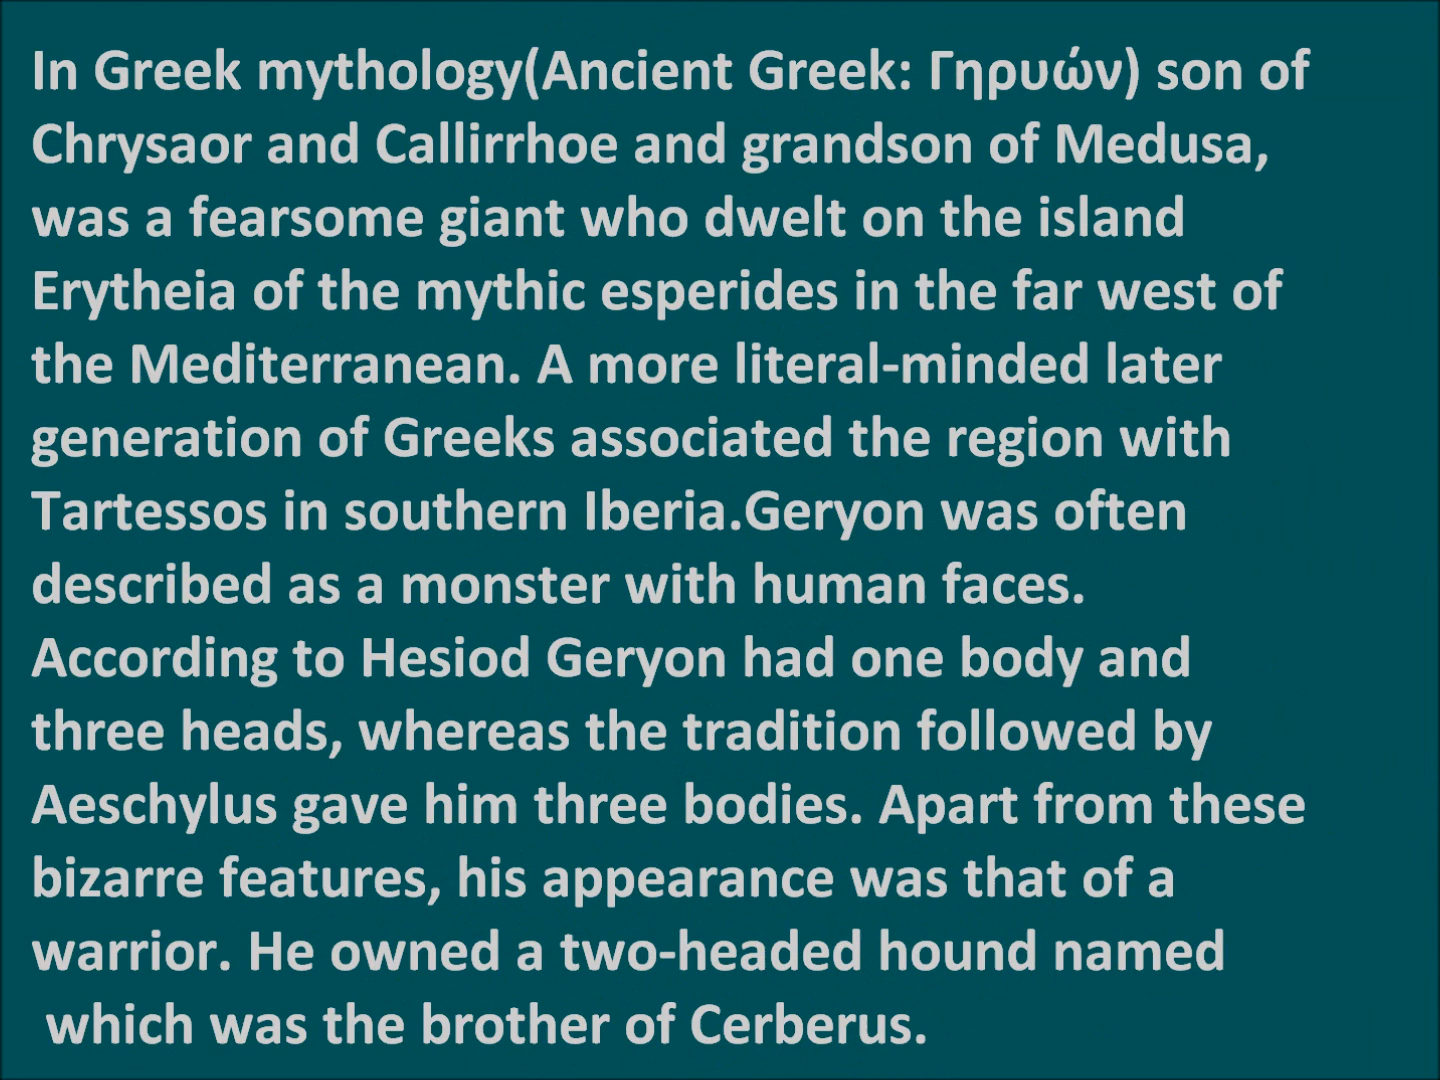 In Greek mythology(Ancient Greek: Γηρυών) son of
Chrysaor and Callirrhoe and grandson of Medusa,
was a fearsome giant who dwelt on the island
Erytheia of the mythic esperides in the far west of
the Mediterranean. A more literal-minded later
generation of Greeks associated the region with
Tartessos in southern Iberia.Geryon was often
described as a monster with human faces.
According to Hesiod Geryon had one body and
three heads, whereas the tradition followed by
Aeschylus gave him three bodies. Apart from these
bizarre features, his appearance was that of a
warrior. He owned a two-headed hound named
which was the brother of Cerberus.